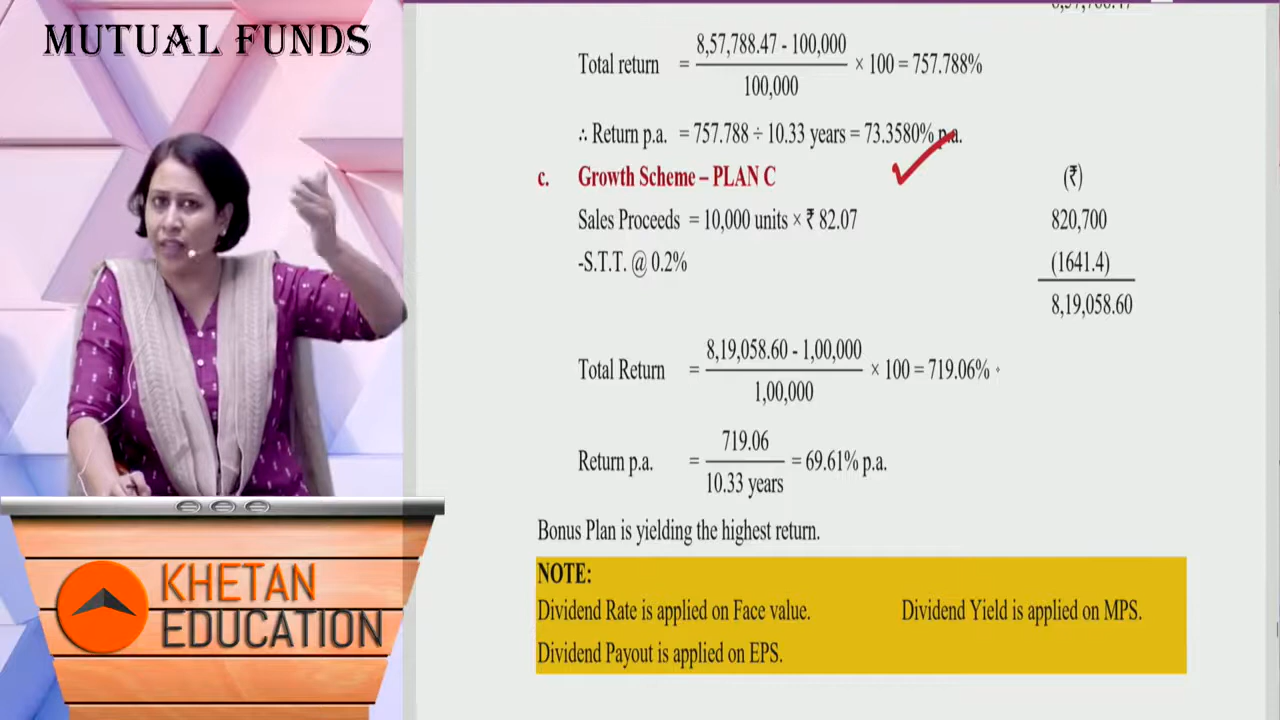 MUTUAL FUNDS
Total return = 8,57,788.47 - 100,000 / 100,000 × 100 = 757.788%
∴ Return p.a. = 757.788 ÷ 10.33 years = 73.3580% p.a.
c. Growth Scheme – PLAN C (₹)
Sales Proceeds = 10,000 units × ₹ 82.07 820,700
-S.T.T. @ 0.2% (1641.4)
8,19,058.60
Total Return = 8,19,058.60 - 1,00,000 / 1,00,000 × 100 = 719.06% ÷
Return p.a. = 719.06 / 10.33 years = 69.61% p.a.
Bonus Plan is yielding the highest return.
NOTE:
Dividend Rate is applied on Face value. Dividend Yield is applied on MPS.
Dividend Payout is applied on EPS.
KHETAN
EDUCATION